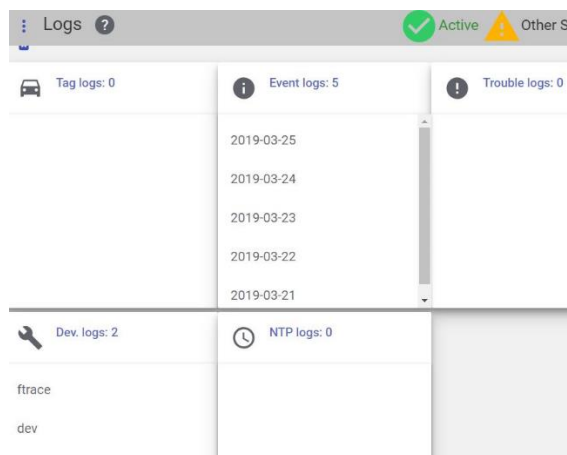 Logs ?
Active
Other S
Tag logs: 0
Event logs: 5
Trouble logs: 0
2019-03-25
2019-03-24
2019-03-23
2019-03-22
2019-03-21
Dev. logs: 2
NTP logs: 0
ftrace
dev